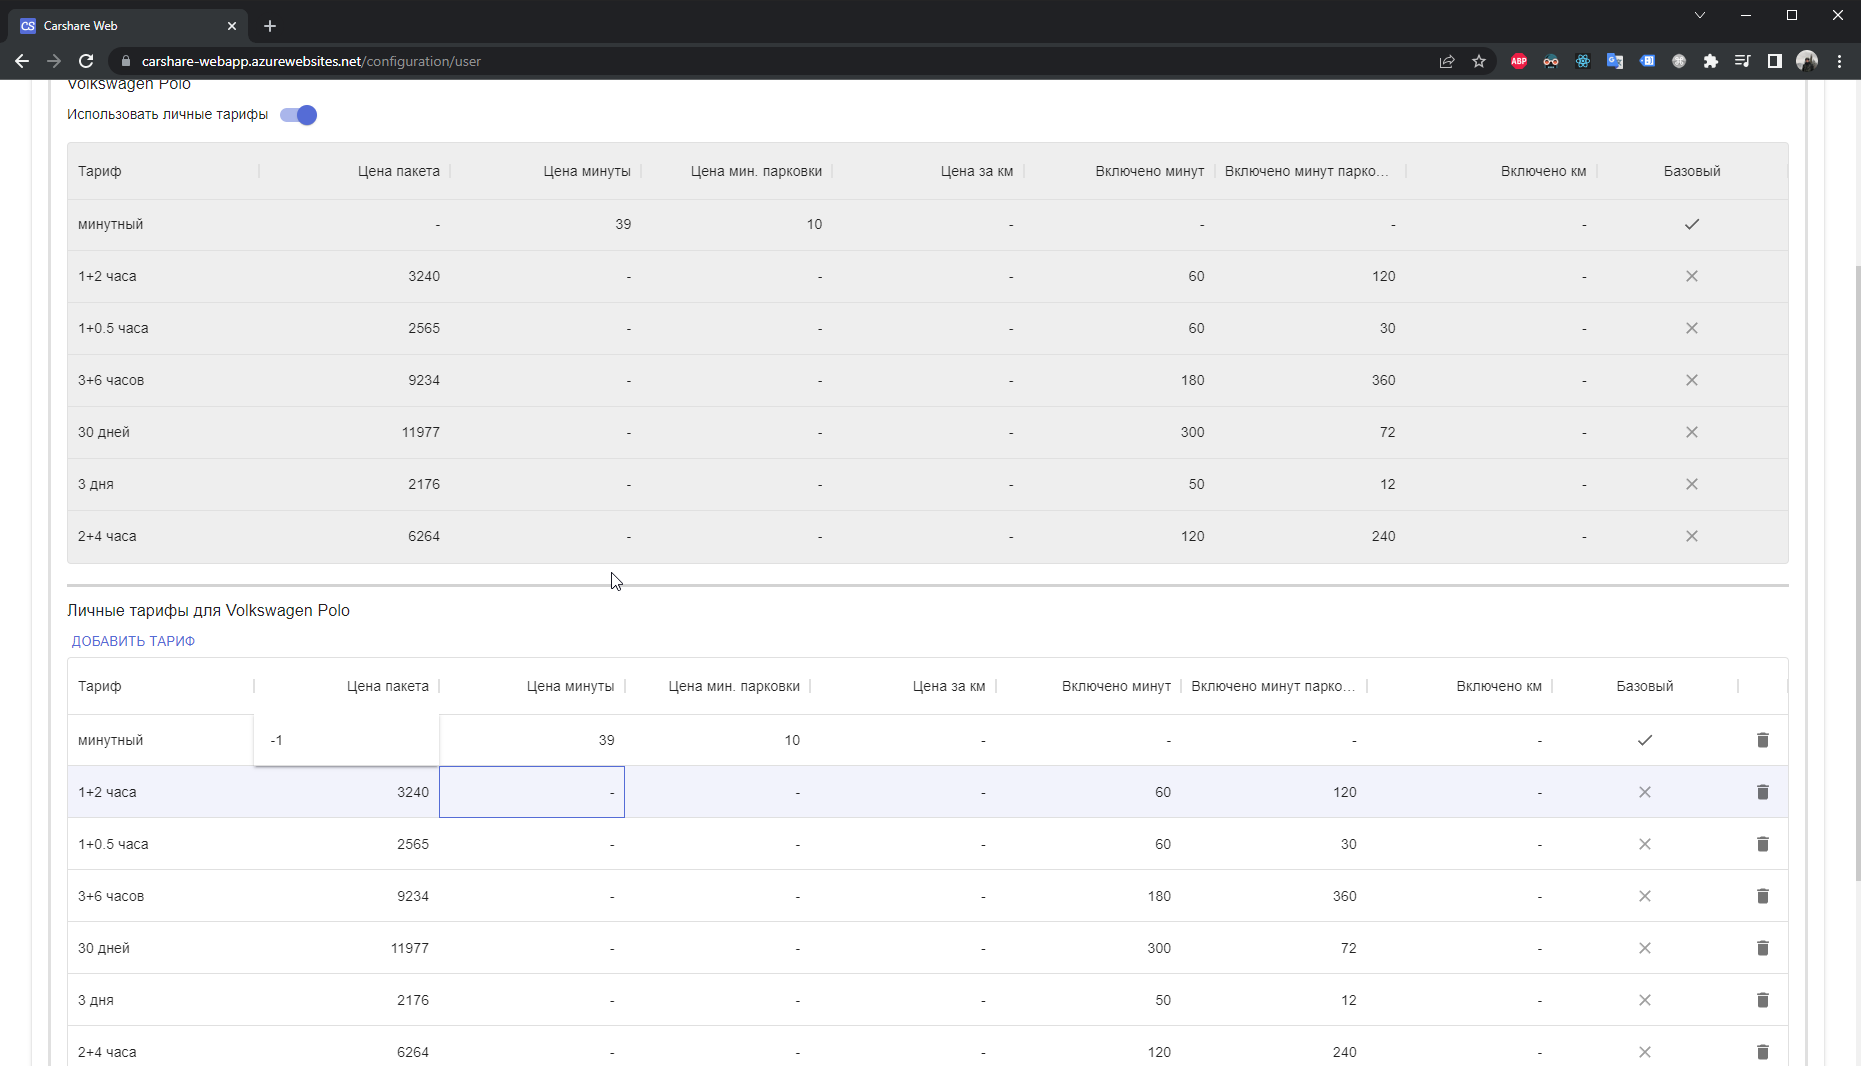 CS Carshare Web
carshare-webapp.azurewebsites.net/configuration/user
ABP
Volkswagen Polo
Использовать личные тарифы
Тариф Цена пакета Цена минуты Цена мин. парковки Цена за км Включено минут Включено минут парко... Включено км Базовый
минутный - 39 10 - - - -
1+2 часа 3240 - - - 60 120 -
1+0.5 часа 2565 - - - 60 30 -
3+6 часов 9234 - - - 180 360 -
30 дней 11977 - - - 300 72 -
3 дня 2176 - - - 50 12 -
2+4 часа 6264 - - - 120 240 -
Личные тарифы для Volkswagen Polo
ДОБАВИТЬ ТАРИФ
Тариф Цена пакета Цена минуты Цена мин. парковки Цена за км Включено минут Включено минут парко... Включено км Базовый
минутный -1 39 10 - - - -
1+2 часа 3240 - - - 60 120 -
1+0.5 часа 2565 - - - 60 30 -
3+6 часов 9234 - - - 180 360 -
30 дней 11977 - - - 300 72 -
3 дня 2176 - - - 50 12 -
2+4 часа 6264 - - - 120 240 -